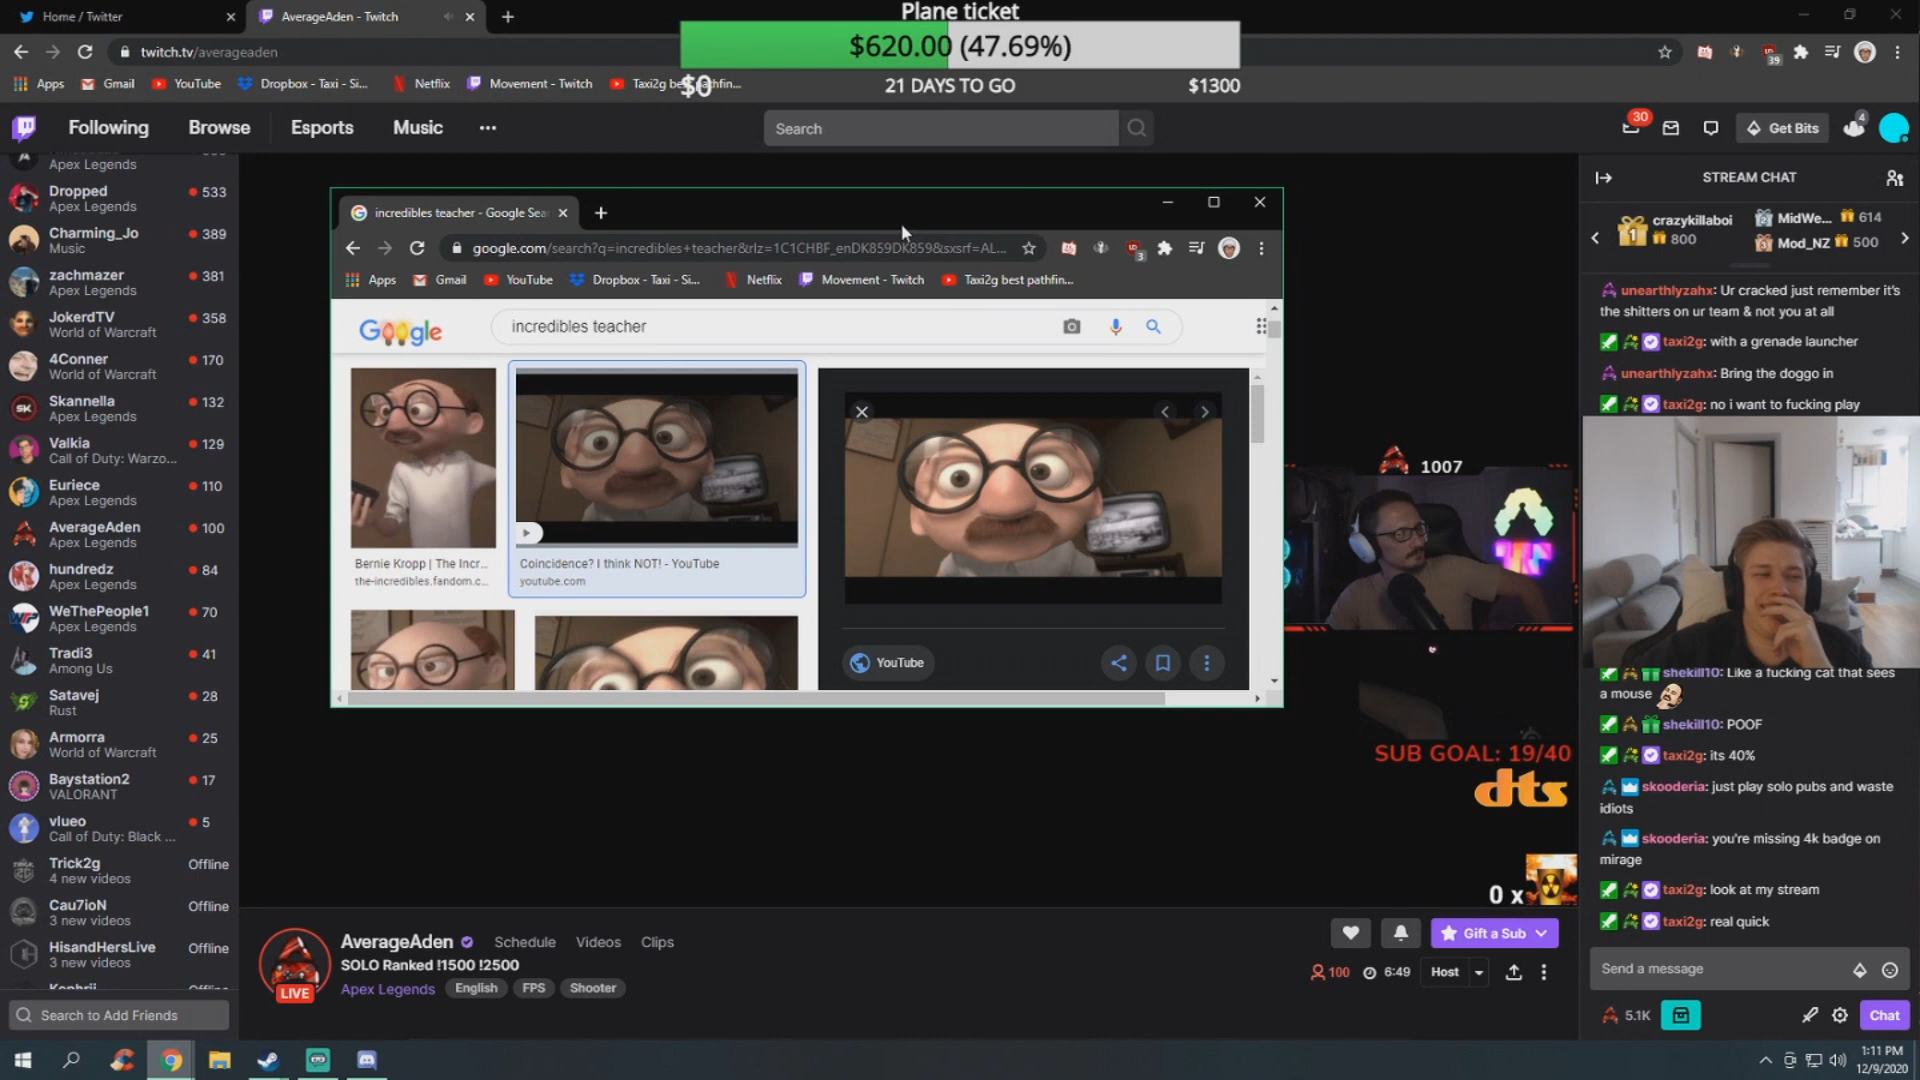 Home / Twitter
AverageAden - Twitch
Plane ticket
$620.00 (47.69%)
$0
21 DAYS TO GO
$1300
twitch.tv/averageaden
39
Apps
Gmail
YouTube
Dropbox - Taxi - Si...
Netflix
Movement - Twitch
Taxi2g be
pathfin...
Following
Browse
Esports
Music
Search
30
Get Bits
4
Apex Legends
Dropped
533
Apex Legends
Charming_Jo
389
Music
zachmazer
381
Apex Legends
JokerdTV
358
World of Warcraft
4Conner
170
World of Warcraft
Skannella
132
Apex Legends
Valkia
129
Call of Duty: Warzo...
Euriece
110
Apex Legends
AverageAden
100
Apex Legends
hundredz
84
Apex Legends
WeThePeople1
70
Apex Legends
Tradi3
41
Among Us
Satavej
28
Rust
Armorra
25
World of Warcraft
Baystation2
17
VALORANT
vlueo
5
Call of Duty: Black ...
Trick2g
Offline
4 new videos
Cau7ioN
Offline
3 new videos
HisandHersLive
Offline
3 new videos
Offline
Search to Add Friends
incredibles teacher - Google Sea
google.com/search?q=incredibles+teacher&rlz=1C1CHBF_enDK859DK859&sxsrf=AL...
3
Apps
Gmail
YouTube
Dropbox - Taxi - Si...
Netflix
Movement - Twitch
Taxi2g best pathfin...
Google
incredibles teacher
Bernie Kropp | The Incr...
the-incredibles.fandom.c...
Coincidence? I think NOT! - YouTube
youtube.com
YouTube
1007
SUB GOAL: 19/40
dts
0 x
LIVE
AverageAden
Schedule
Videos
Clips
SOLO Ranked !1500 !2500
Apex Legends
English
FPS
Shooter
Gift a Sub
100
6:49
Host
STREAM CHAT
1
crazykillaboi
800
2
MidWe...
614
3
Mod_NZ
500
unearthlyzahx: Ur cracked just remember it's
the shitters on ur team & not you at all
taxi2g: with a grenade launcher
unearthlyzahx: Bring the doggo in
taxi2g: no i want to fucking play
shekill10: Like a fucking cat that sees
a mouse
shekill10: POOF
taxi2g: its 40%
skooderia: just play solo pubs and waste
idiots
skooderia: you're missing 4k badge on
mirage
taxi2g: look at my stream
taxi2g: real quick
Send a message
5.1K
Chat
1:11 PM
12/9/2020